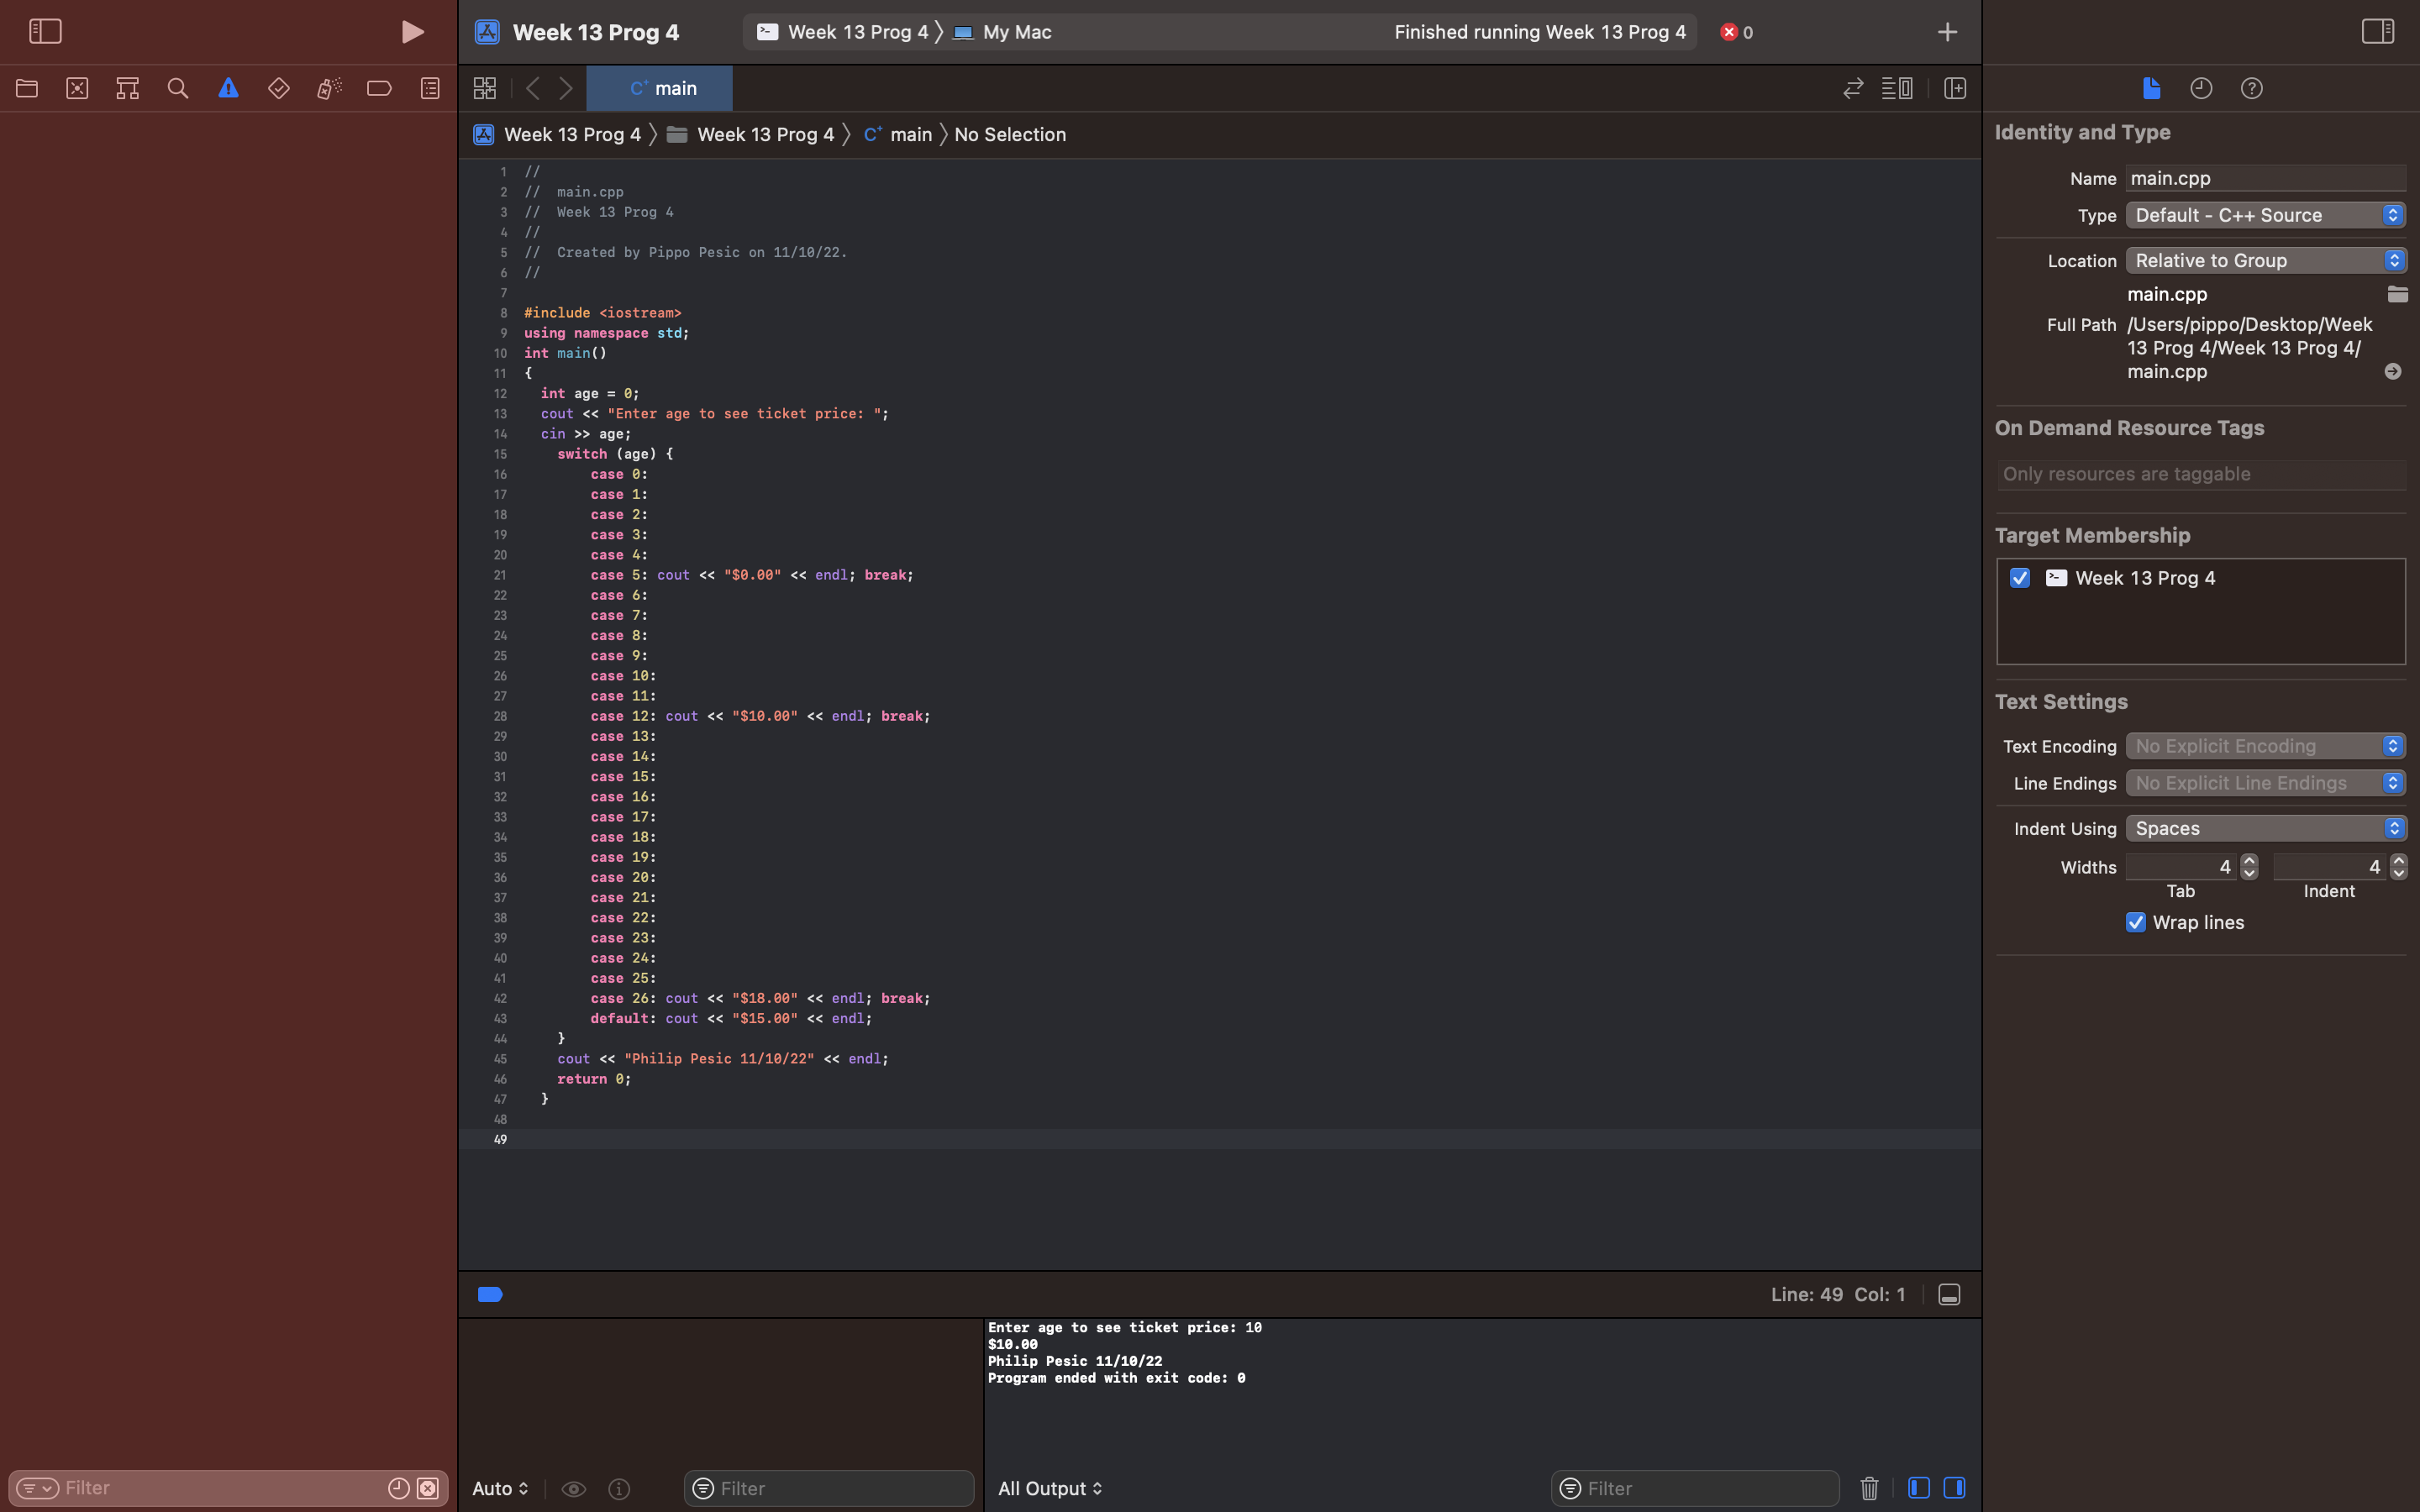 Week 13 Prog 4
Week 13 Prog 4 〉 My Mac
Finished running Week 13 Prog 4
0
C+ main
Week 13 Prog 4 〉 Week 13 Prog 4 〉 C+ main 〉 No Selection
1 //
2 //  main.cpp
3 //  Week 13 Prog 4
4 //
5 //  Created by Pippo Pesic on 11/10/22.
6 //
7
8 #include <iostream>
9 using namespace std;
10 int main()
11 {
12   int age = 0;
13   cout << "Enter age to see ticket price: ";
14   cin >> age;
15     switch (age) {
16         case 0:
17         case 1:
18         case 2:
19         case 3:
20         case 4:
21         case 5: cout << "$0.00" << endl; break;
22         case 6:
23         case 7:
24         case 8:
25         case 9:
26         case 10:
27         case 11:
28         case 12: cout << "$10.00" << endl; break;
29         case 13:
30         case 14:
31         case 15:
32         case 16:
33         case 17:
34         case 18:
35         case 19:
36         case 20:
37         case 21:
38         case 22:
39         case 23:
40         case 24:
41         case 25:
42         case 26: cout << "$18.00" << endl; break;
43         default: cout << "$15.00" << endl;
44     }
45     cout << "Philip Pesic 11/10/22" << endl;
46     return 0;
47   }
48
49
Line: 49  Col: 1
Enter age to see ticket price: 10
$10.00
Philip Pesic 11/10/22
Program ended with exit code: 0
Filter
Auto
Filter
All Output
Filter
Identity and Type
Name main.cpp
Type Default - C++ Source
Location Relative to Group
main.cpp
Full Path /Users/pippo/Desktop/Week
13 Prog 4/Week 13 Prog 4/
main.cpp
On Demand Resource Tags
Only resources are taggable
Target Membership
Week 13 Prog 4
Text Settings
Text Encoding No Explicit Encoding
Line Endings No Explicit Line Endings
Indent Using Spaces
Widths 4 4
Tab Indent
Wrap lines